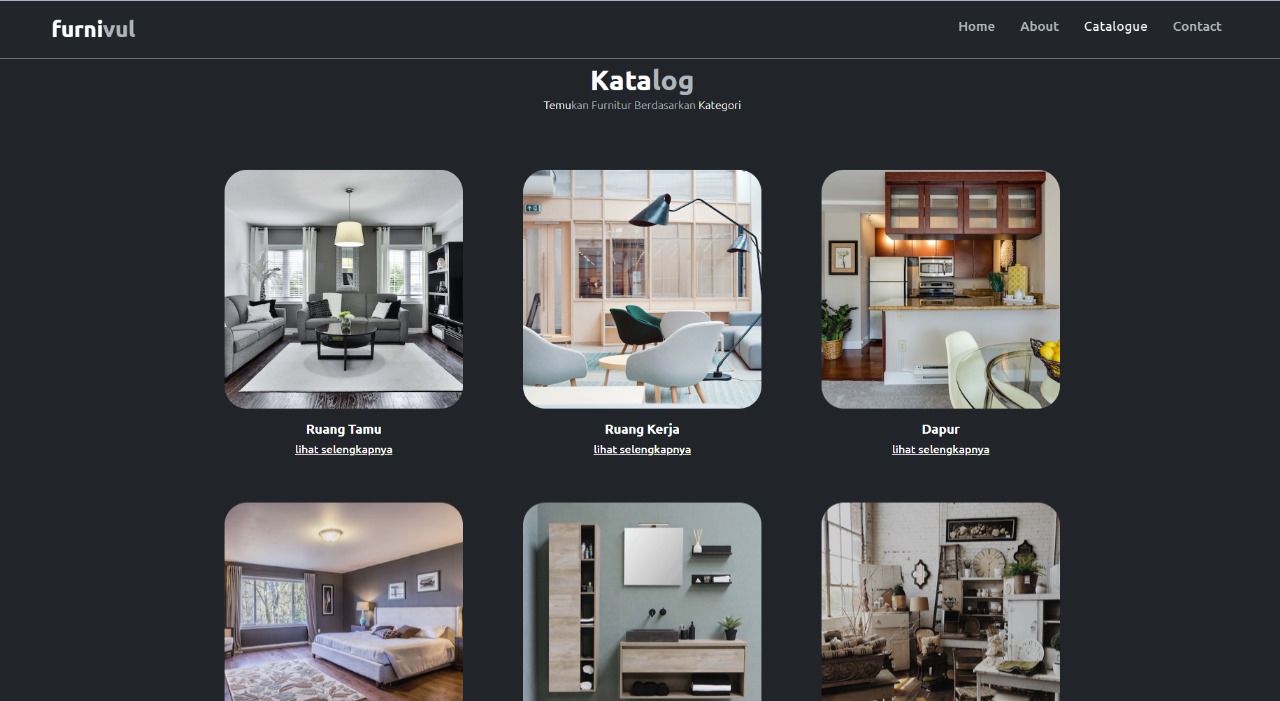 furnivul
Home About Catalogue Contact
Katalog
Temukan Furnitur Berdasarkan Kategori
Ruang Tamu Ruang Kerja Dapur
lihat selengkapnya lihat selengkapnya lihat selengkapnya